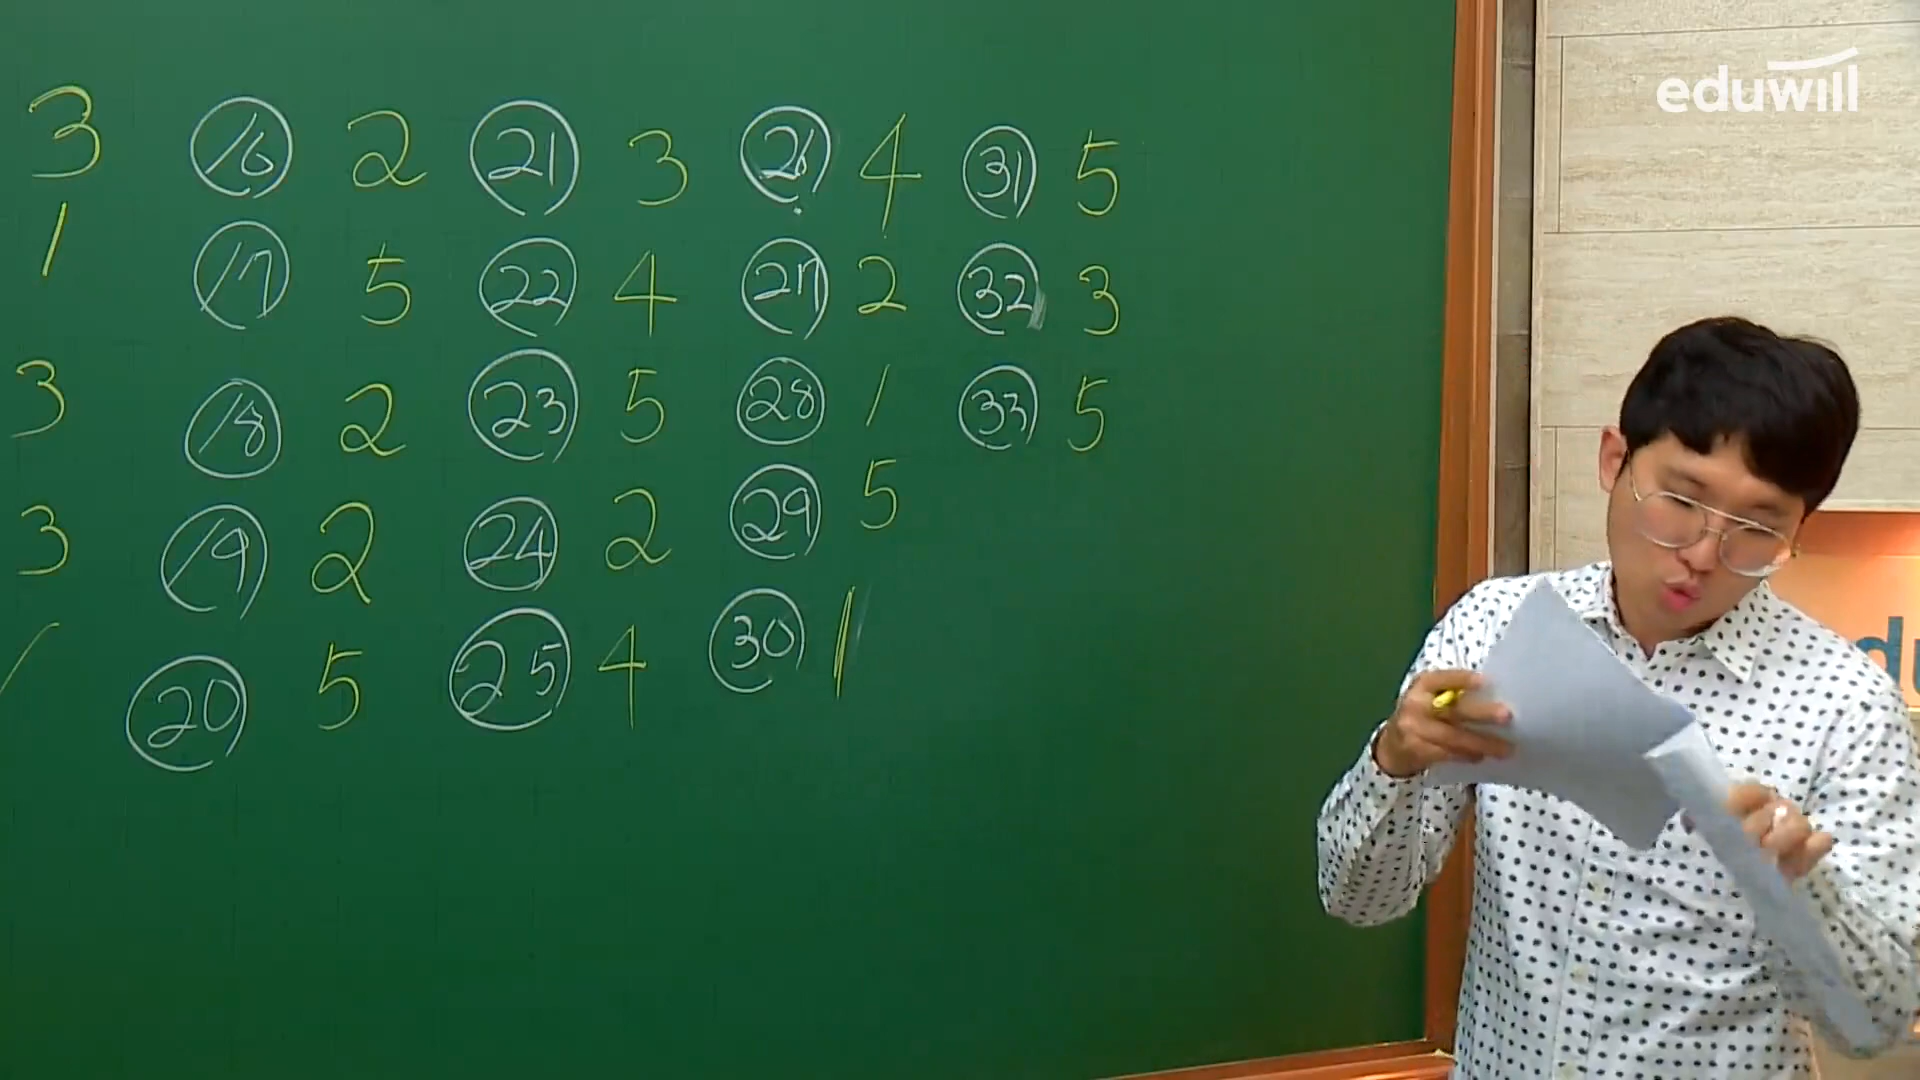 eduwill
3 ⑯ 2 ㉑ 3 ㉖ 4 ㉛ 5
1 ⑰ 5 ㉒ 4 ㉗ 2 ㉜ 3
3 ⑱ 2 ㉓ 5 ㉘ 1 ㉝ 5
3 ⑲ 2 ㉔ 2 ㉙ 5
1 ⑳ 5 ㉕ 4 ㉚ 1
du